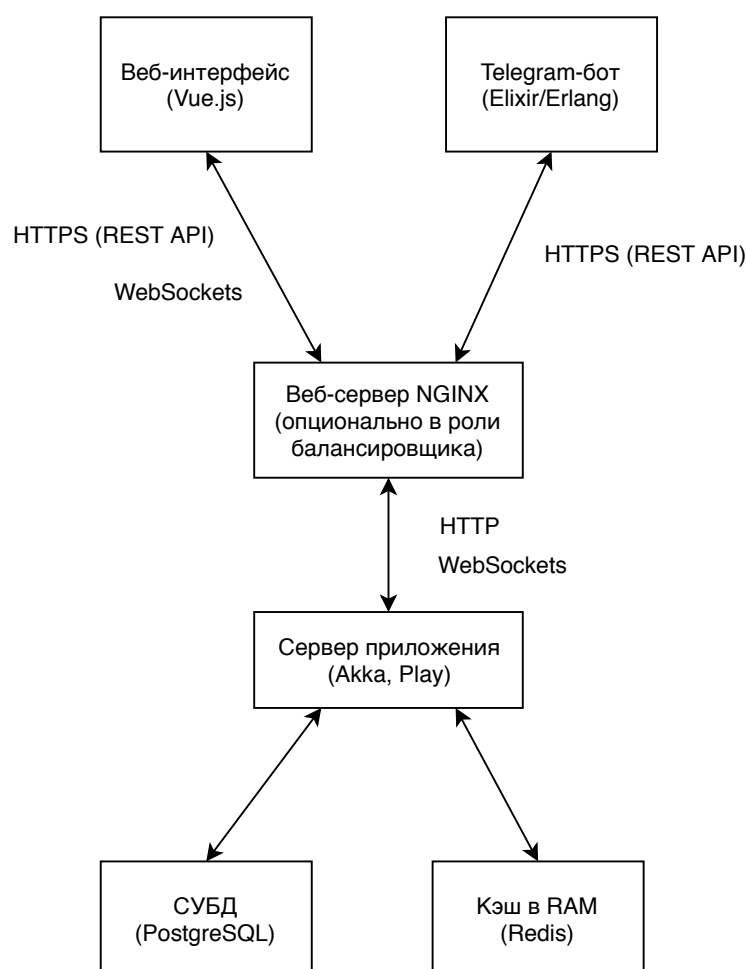 Веб-интерфейс
(Vue.js)
Telegram-бот
(Elixir/Erlang)
HTTPS (REST API)
HTTPS (REST API)
WebSockets
Веб-сервер NGINX
(опционально в роли
балансировщика)
HTTP
WebSockets
Сервер приложения
(Akka, Play)
СУБД
(PostgreSQL)
Кэш в RAM
(Redis)